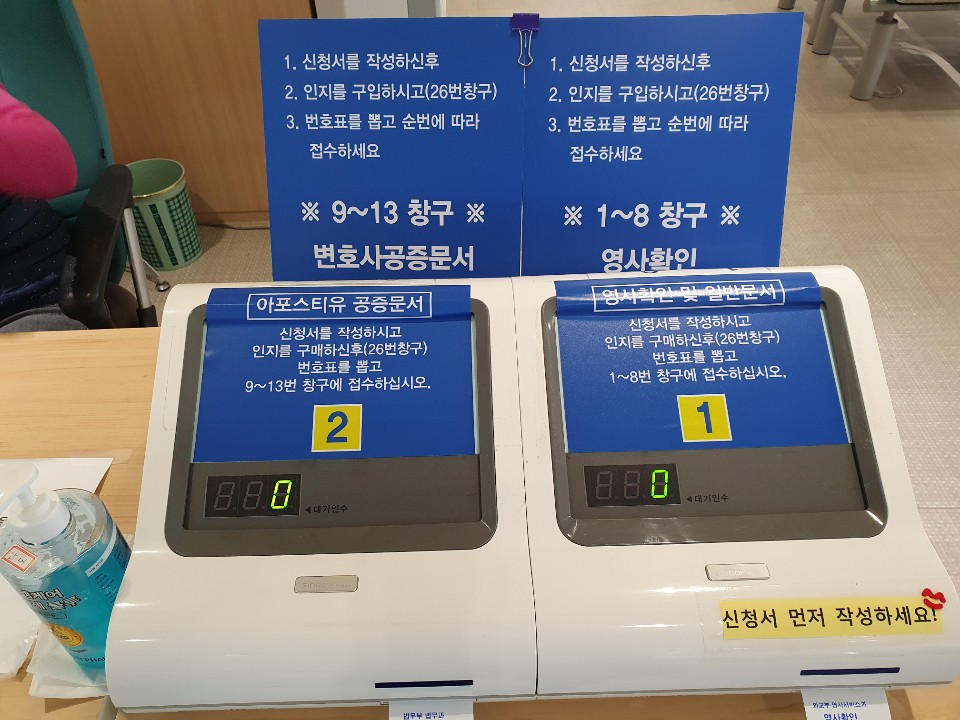 1. 신청서를 작성하신후
2. 인지를 구입하시고(26번창구)
3. 번호표를 뽑고 순번에 따라
접수하세요
※ 9~13 창구 ※
변호사공증문서
1. 신청서를 작성하신후
2. 인지를 구입하시고(26번창구)
3. 번호표를 뽑고 순번에 따라
접수하세요
※ 1~8 창구 ※
영사확인
아포스티유 공증문서
신청서를 작성하시고
인지를 구매하신후(26번창구)
번호표를 뽑고
9~13번 창구에 접수하십시오.
2
0
◀대기인수
영사확인 및 일반문서
신청서를 작성하시고
인지를 구매하신후(26번창구)
번호표를 뽑고
1~8번 창구에 접수하십시오.
1
0
◀대기인수
신청서 먼저 작성하세요!
법무부 법무과
영사확인